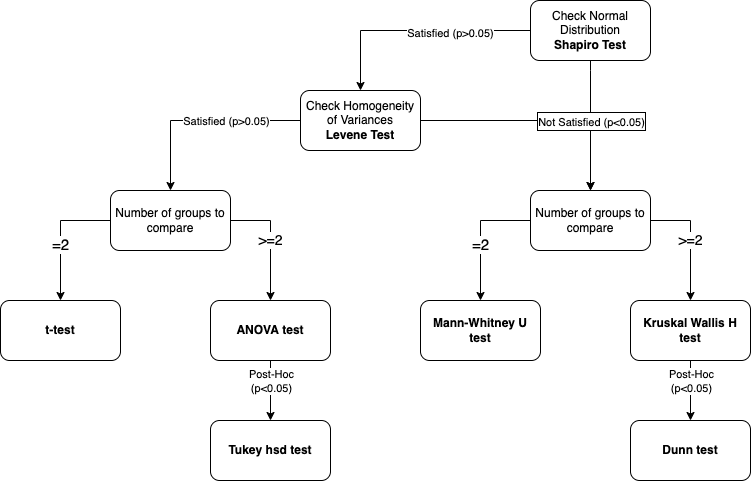 Check Normal
Distribution
Shapiro Test
Satisfied (p>0.05)
Check Homogeneity
of Variances
Levene Test
Satisfied (p>0.05)
Not Satisfied (p<0.05)
Number of groups to
compare
Number of groups to
compare
=2
>=2
=2
>=2
t-test
ANOVA test
Mann-Whitney U
test
Kruskal Wallis H
test
Post-Hoc
(p<0.05)
Post-Hoc
(p<0.05)
Tukey hsd test
Dunn test